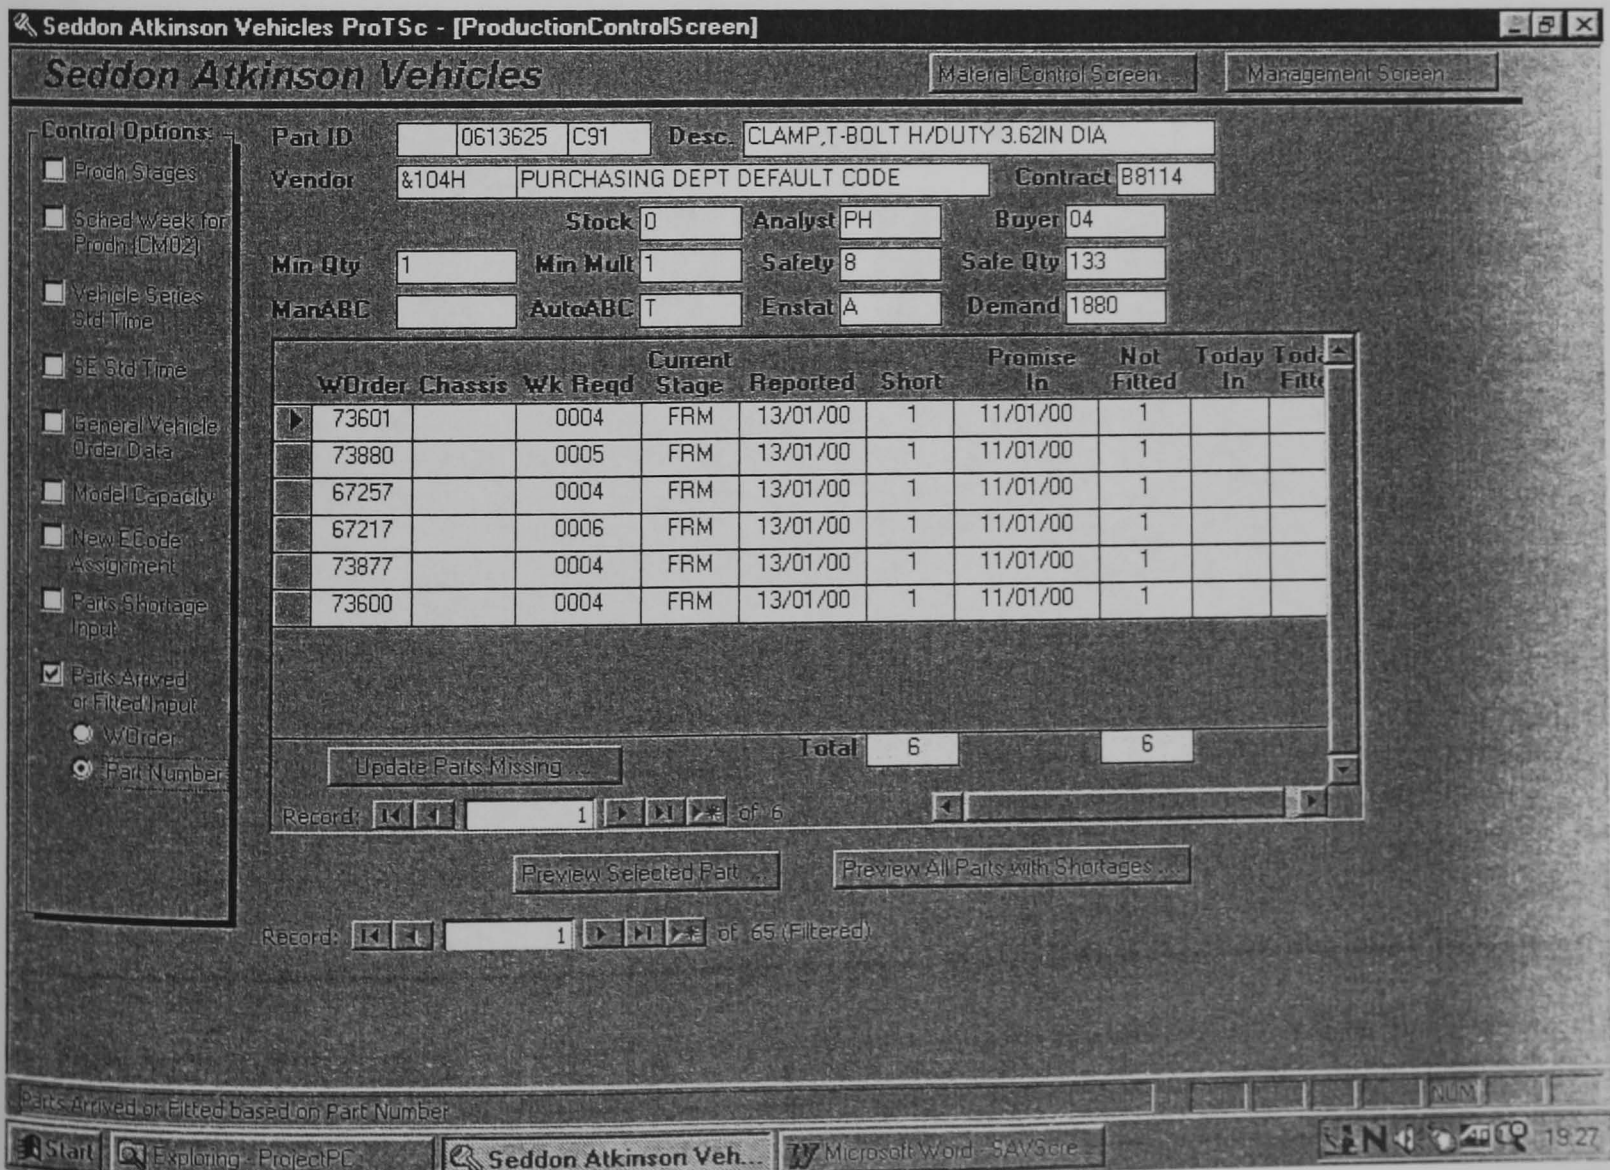 Seddon Atkinson Vehicles ProTSc - [ProductionControlScreen]
Seddon Atkinson Vehicles
Material Control Screen ...
Management Screen ...
Control Options:
Prodn Stages
Sched Week for
Prodn (CM02)
Vehicle Series
Std Time
SE Std Time
General Vehicle
Order Data
Model Capacity
New ECode
Assignment
Parts Shortage
Input
Parts Arrived
or Fitted Input
WOrder
Part Number
Part ID 0613625 C91 Desc. CLAMP,T-BOLT H/DUTY 3.62IN DIA
Vendor &104H PURCHASING DEPT DEFAULT CODE Contract B8114
Stock 0 Analyst PH Buyer 04
Min Qty 1 Min Mult 1 Safety 8 Safe Qty 133
ManABC AutoABC T Enstat A Demand 1880
WOrder Chassis Wk Reqd Current Stage Reported Short Promise In Not Fitted Today In Toda Fitte
73601 0004 FRM 13/01/00 1 11/01/00 1
73880 0005 FRM 13/01/00 1 11/01/00 1
67257 0004 FRM 13/01/00 1 11/01/00 1
67217 0006 FRM 13/01/00 1 11/01/00 1
73877 0004 FRM 13/01/00 1 11/01/00 1
73600 0004 FRM 13/01/00 1 11/01/00 1
Total 6 6
Update Parts Missing ...
Record: 1 of 6
Preview Selected Part ...
Preview All Parts with Shortages ...
Record: 1 of 65 (Filtered)
Parts Arrived or Fitted based on Part Number
NUM
Start
Exploring - ProjectPC
Seddon Atkinson Veh...
Microsoft Word - SAVScre...
N
19:27